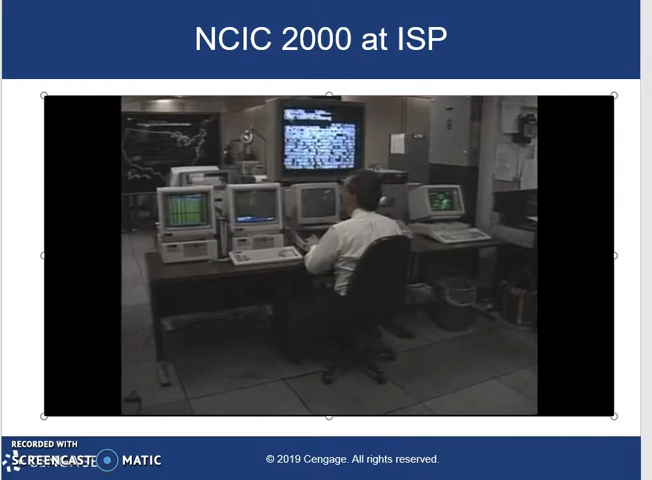 NCIC 2000 at ISP
RECORDED WITH
SCREENCAST MATIC
© 2019 Cengage. All rights reserved.